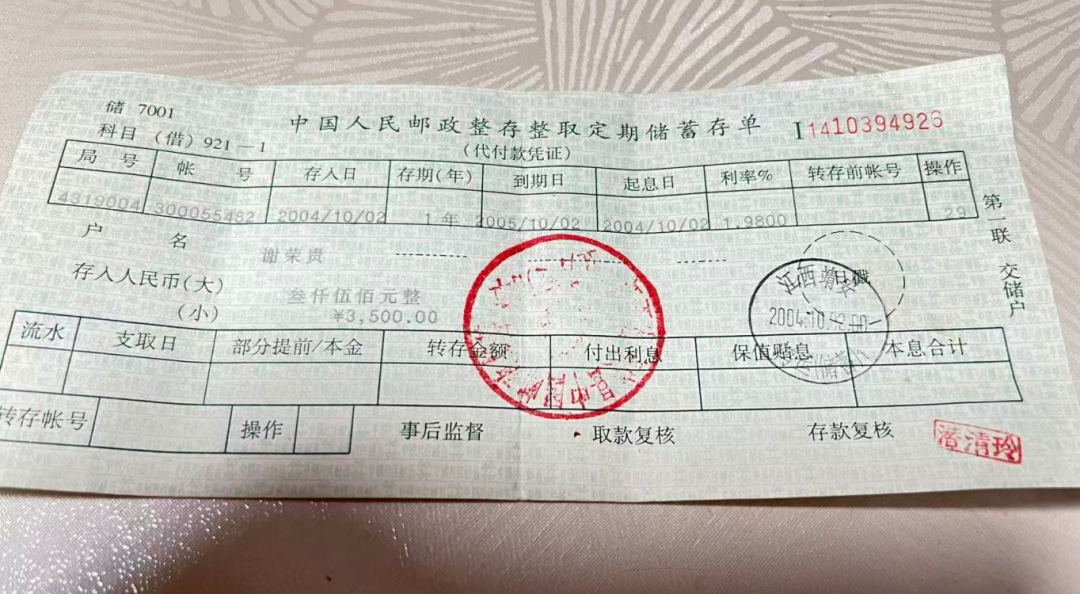 储 7001
中国人民邮政整存整取定期储蓄存单
I1410394926
科目 (借) 921-1
(代付款凭证)
局 号 帐 号 存入日 存期(年) 到期日 起息日 利率% 转存前帐号 操作
4319004 300055482 2004/10/02 1年 2005/10/02 2004/10/02 1.9800 29
第一联 交储户
户 名 谢荣贵
日戳
江西
2004.10.02
存入人民币(大) 叁仟伍佰元整
(小) ¥3,500.00
流水 支取日 部分提前/本金 转存金额 付出利息 保值贴息 本息合计
转存帐号 操作 事后监督 取款复核 存款复核
清玲